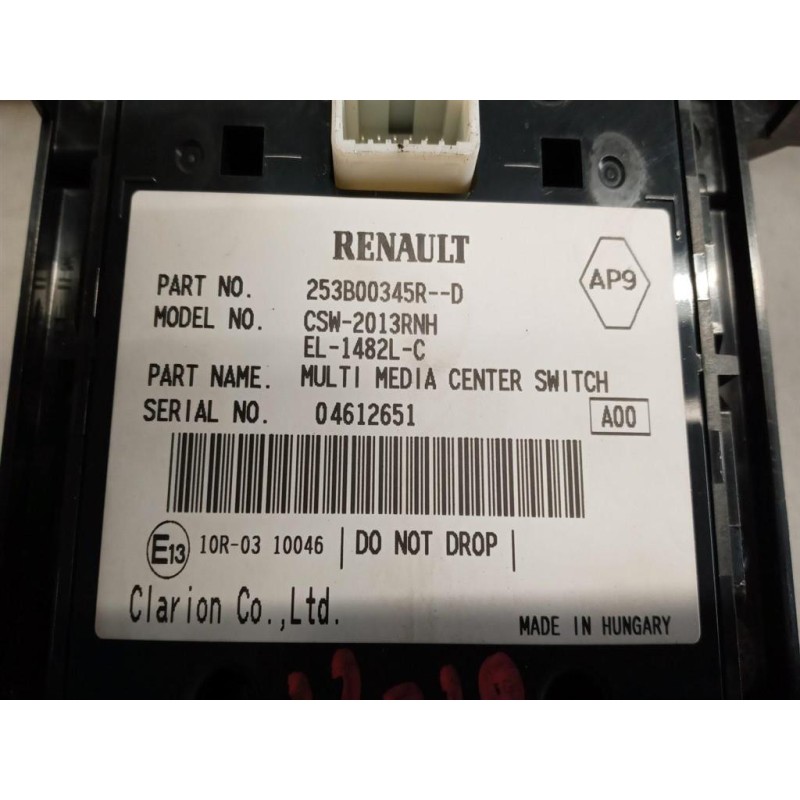 RENAULT
AP9
PART NO. 253B00345R--D
MODEL NO. CSW-2013RNH
EL-1482L-C
PART NAME. MULTI MEDIA CENTER SWITCH
SERIAL NO. 04612651
A00
E13 10R-03 10046 | DO NOT DROP |
Clarion Co.,Ltd.
MADE IN HUNGARY